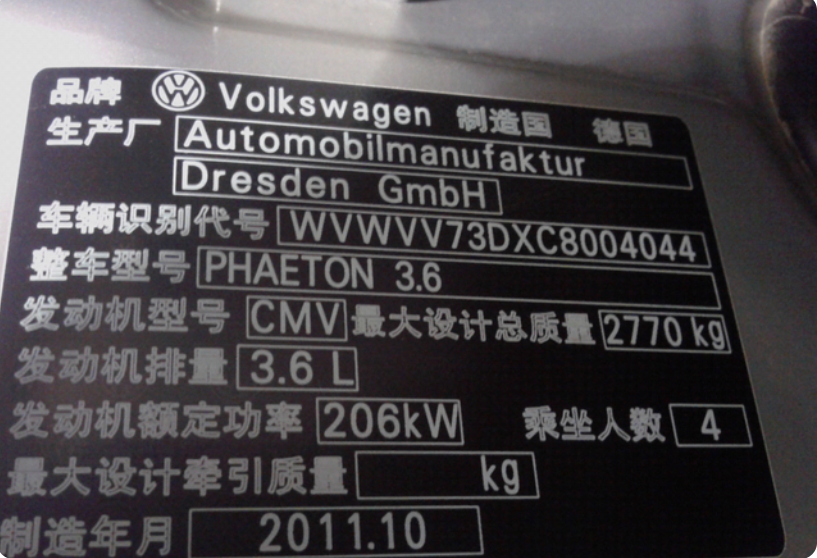 品牌 Volkswagen 制造国 德国
生产厂 Automobilmanufaktur
Dresden GmbH
车辆识别代号 WVWVV73DXC8004044
整车型号 PHAETON 3.6
发动机型号 CMV 最大设计总质量 2770 kg
发动机排量 3.6 L
发动机额定功率 206kW 乘坐人数 4
最大设计牵引质量 kg
制造年月 2011.10